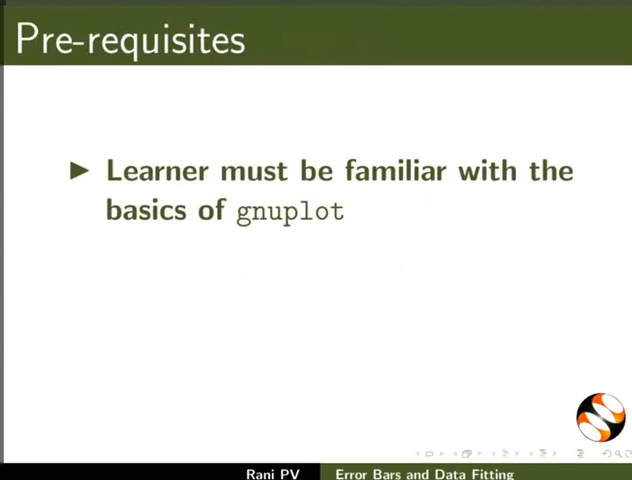 Pre-requisites
Learner must be familiar with the
basics of gnuplot
Rani PV Error Bars and Data Fitting